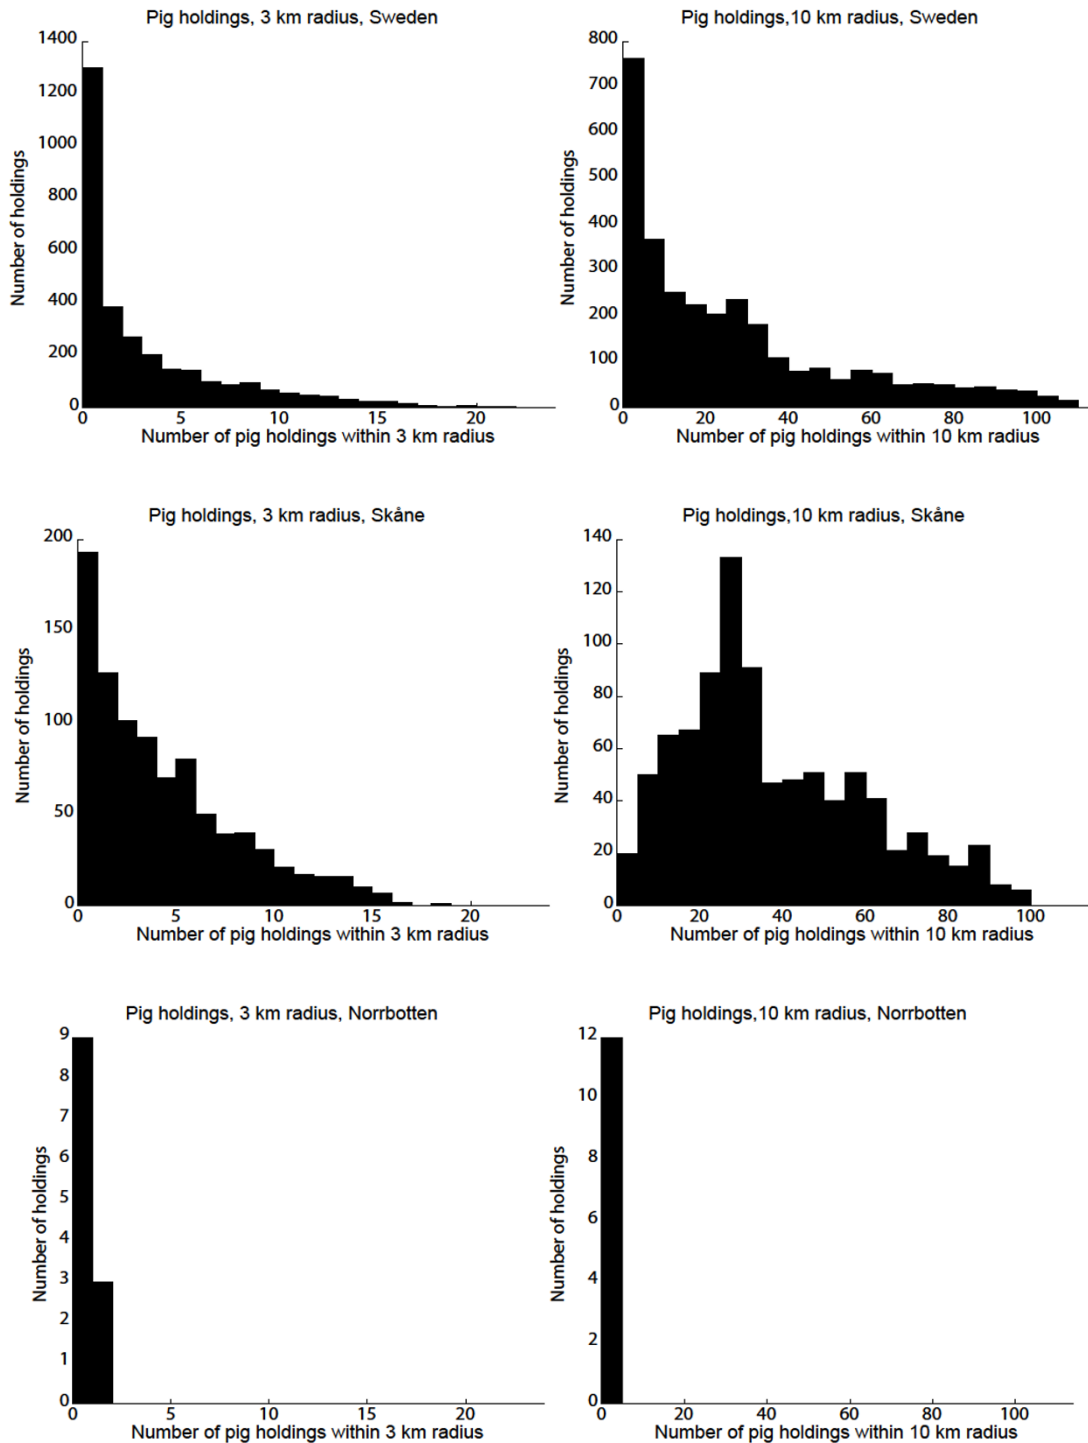 Pig holdings, 3 km radius, Sweden
1400
1200
1000
800
600
400
200
0
Number of holdings
0 5 10 15 20
Number of pig holdings within 3 km radius
Pig holdings,10 km radius, Sweden
800
700
600
500
400
300
200
100
0
Number of holdings
0 20 40 60 80 100
Number of pig holdings within 10 km radius
Pig holdings, 3 km radius, Skåne
200
150
100
50
0
Number of holdings
0 5 10 15 20
Number of pig holdings within 3 km radius
Pig holdings,10 km radius, Skåne
140
120
100
80
60
40
20
0
Number of holdings
0 20 40 60 80 100
Number of pig holdings within 10 km radius
Pig holdings, 3 km radius, Norrbotten
9
8
7
6
5
4
3
2
1
0
Number of holdings
0 5 10 15 20
Number of pig holdings within 3 km radius
Pig holdings,10 km radius, Norrbotten
12
10
8
6
4
2
0
Number of holdings
0 20 40 60 80 100
Number of pig holdings within 10 km radius